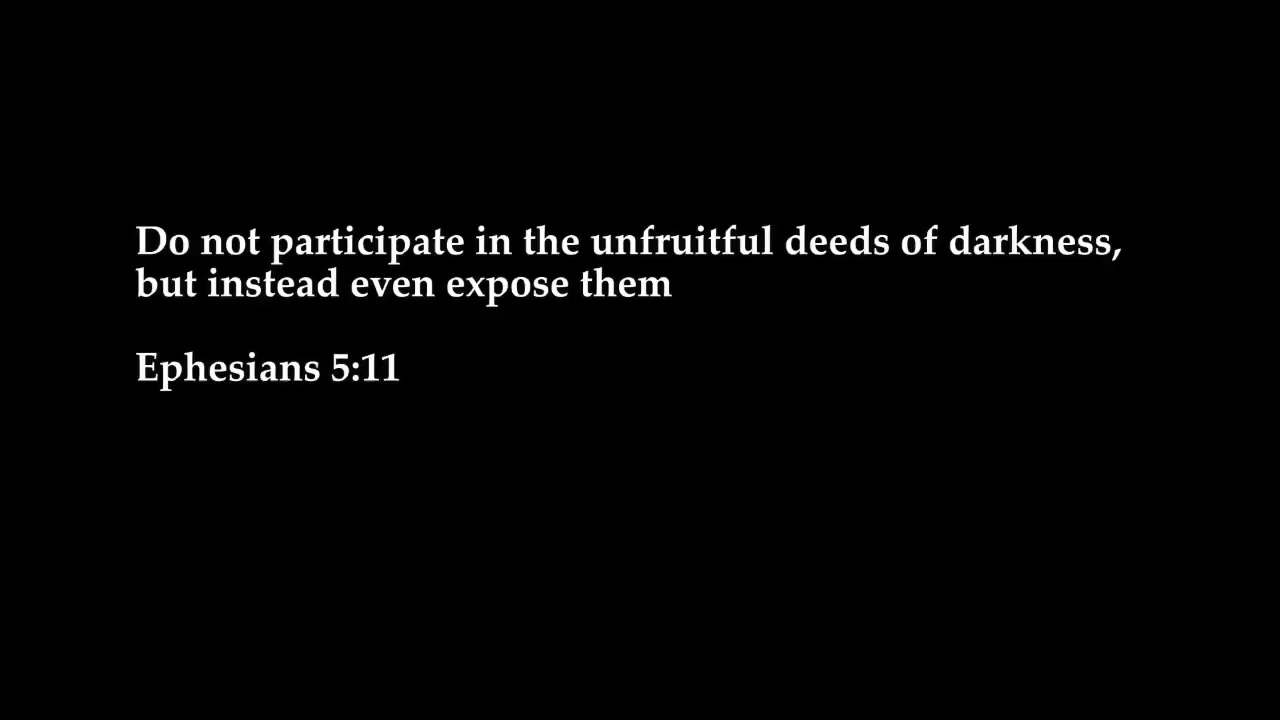 Do not participate in the unfruitful deeds of darkness,
but instead even expose them
Ephesians 5:11